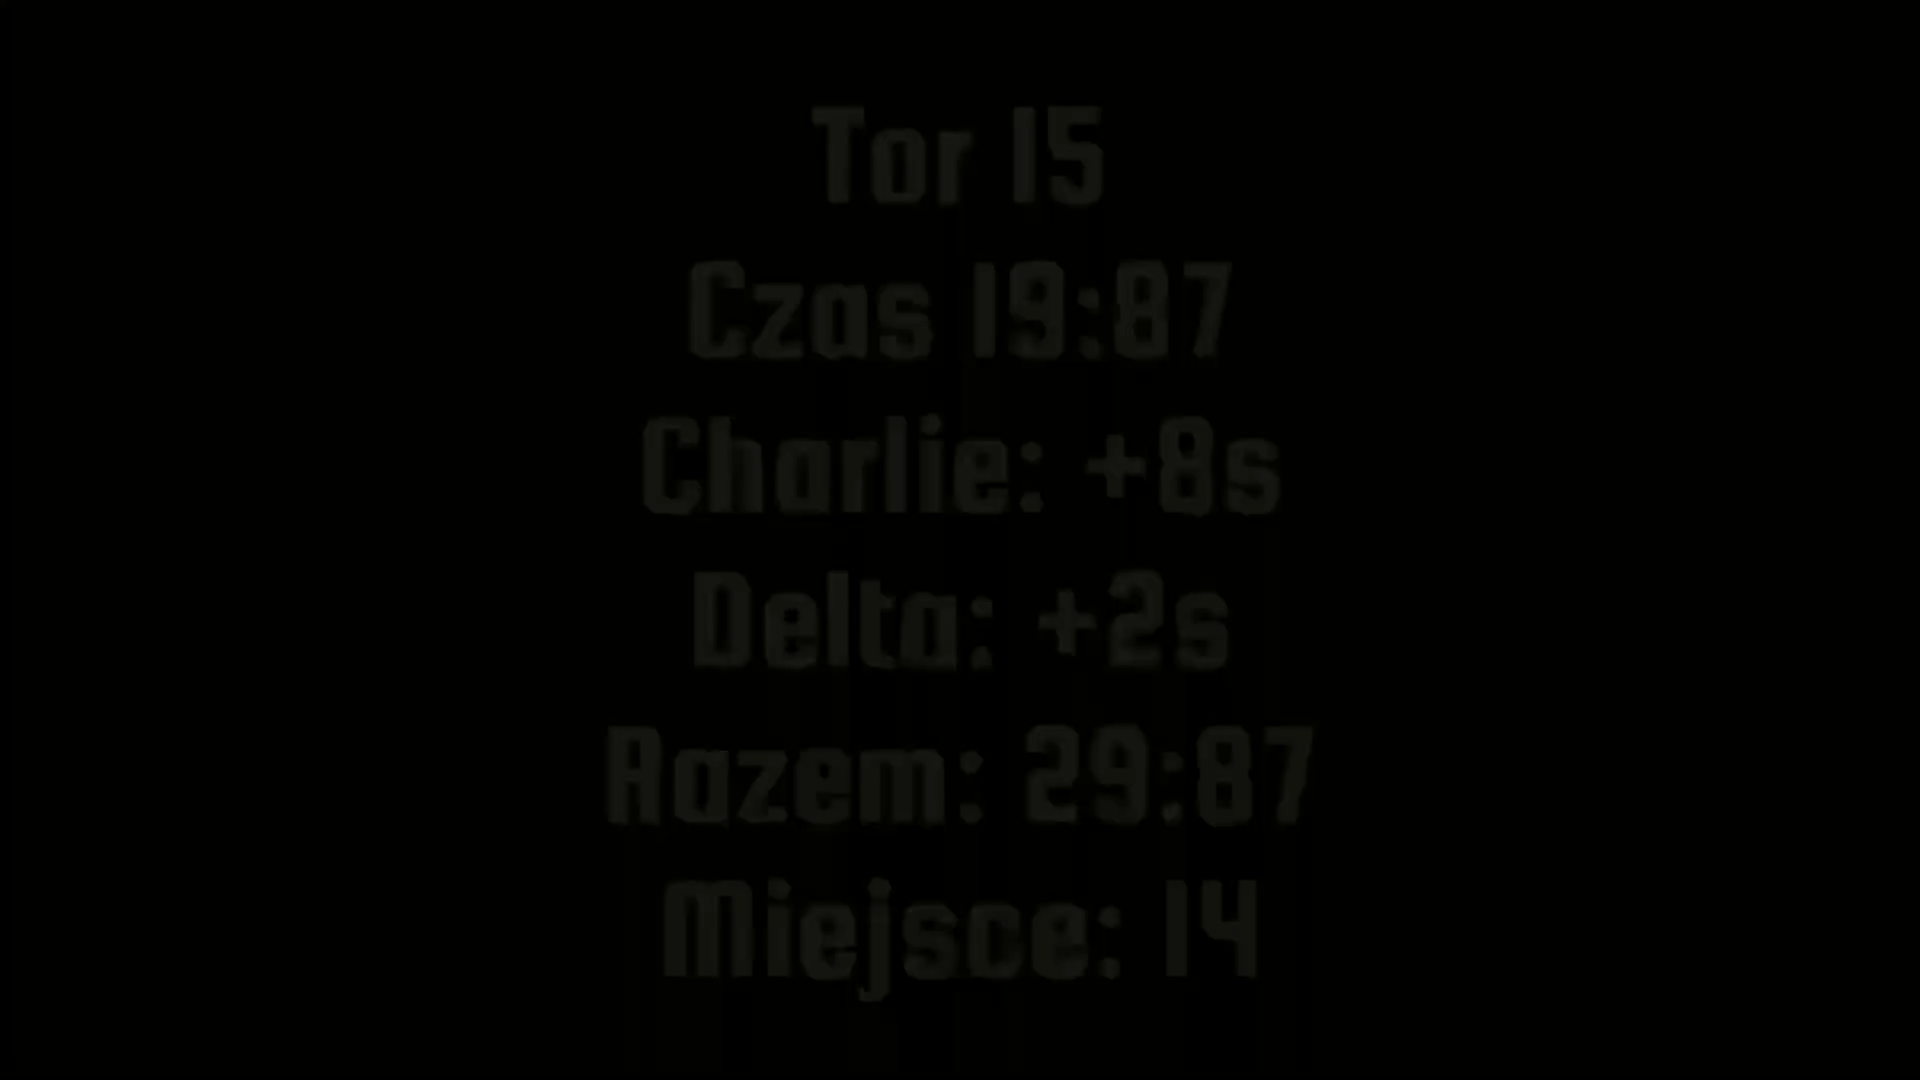 Tor 15
Czas 19:87
Charlie: +8s
Delta: +2s
Razem: 29:87
Miejsce: 14